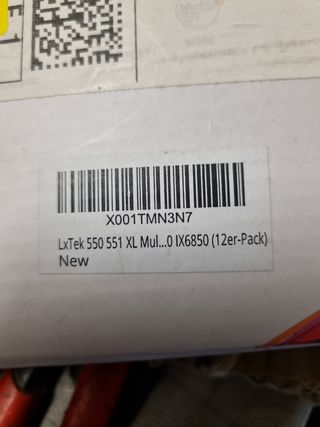 X001TMN3N7
LxTek 550 551 XL Mul...0 IX6850 (12er-Pack)
New